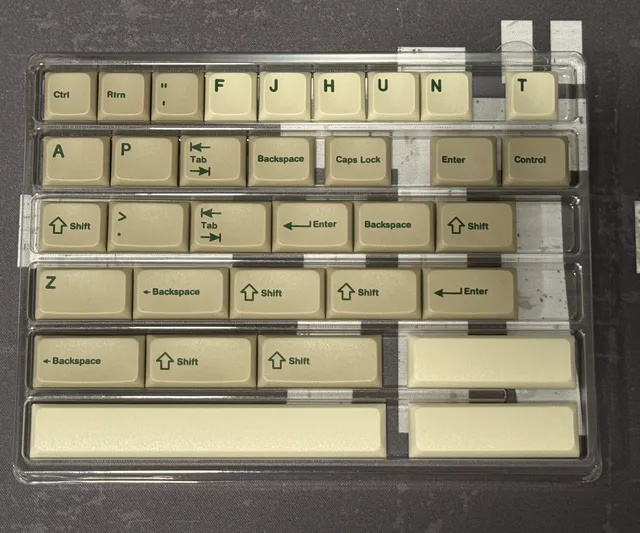 Ctrl Rtrn " F J H U N T
'
A P Tab Backspace Caps Lock Enter Control
Shift > Tab Enter Backspace Shift
.
Z Backspace Shift Shift Enter
Backspace Shift Shift